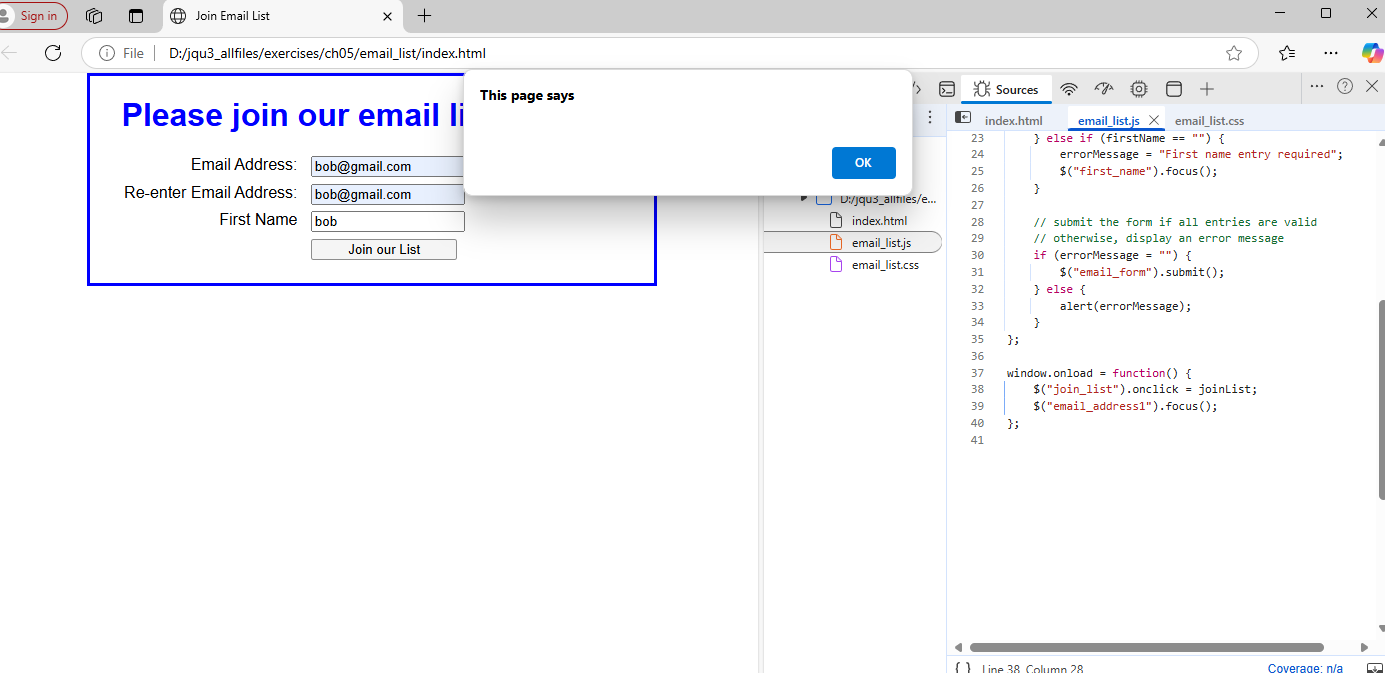 Sign in
Join Email List
File
D:/jqu3_allfiles/exercises/ch05/email_list/index.html
Please join our email li
Email Address:
bob@gmail.com
Re-enter Email Address:
bob@gmail.com
First Name
bob
Join our List
This page says
OK
Sources
D:/jqu3_allfiles/e...
index.html
email_list.js
email_list.css
index.html
email_list.js
email_list.css
23 } else if (firstName == "") {
24 errorMessage = "First name entry required";
25 $("first_name").focus();
26 }
27
28 // submit the form if all entries are valid
29 // otherwise, display an error message
30 if (errorMessage = "") {
31 $("email_form").submit();
32 } else {
33 alert(errorMessage);
34 }
35 };
36
37 window.onload = function() {
38 $("join_list").onclick = joinList;
39 $("email_address1").focus();
40 };
41
{ } Line 38, Column 28
Coverage: n/a